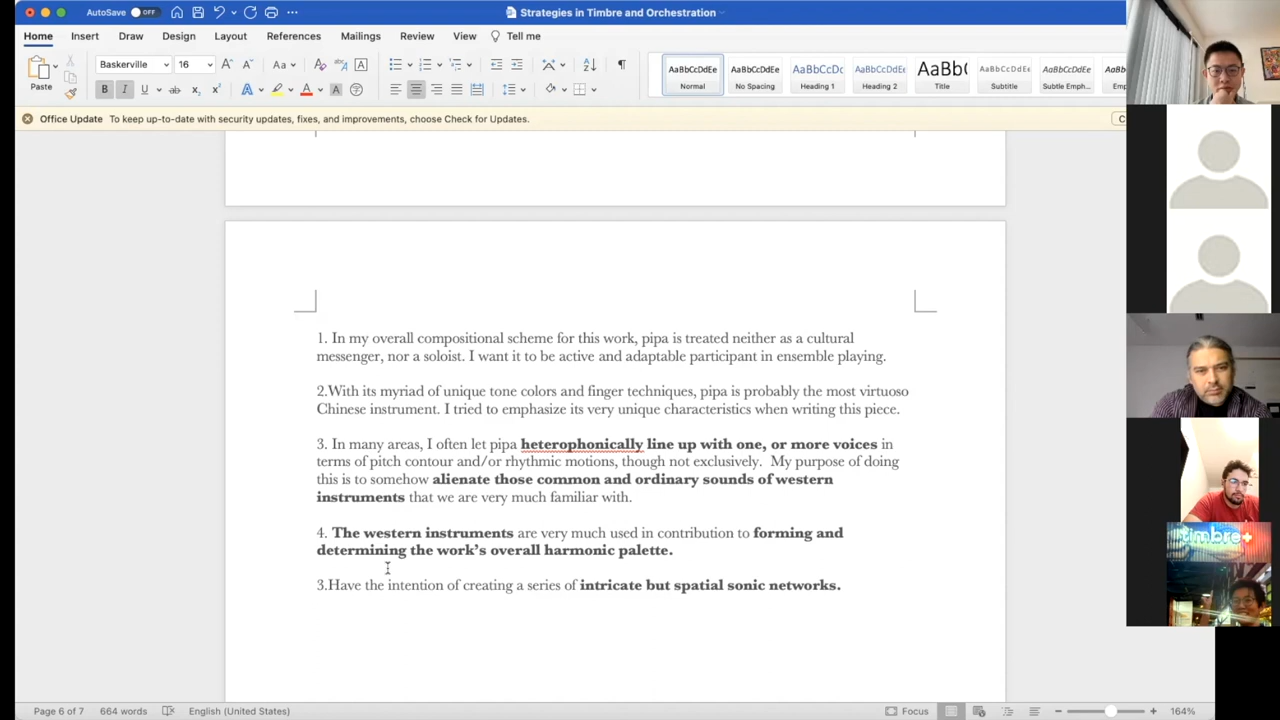 AutoSave OFF
Strategies in Timbre and Orchestration
Home Insert Draw Design Layout References Mailings Review View Tell me
Paste
Baskerville 16
AaBbCcDdEe AaBbCcDdEe AaBbCcDc AaBbCcDdEe AaBb( AaBbCcDdEe AaBbCcDdEe
Normal No Spacing Heading 1 Heading 2 Title Subtitle Subtle Emph...
Office Update To keep up-to-date with security updates, fixes, and improvements, choose Check for Updates.
1. In my overall compositional scheme for this work, pipa is treated neither as a cultural
messenger, nor a soloist. I want it to be active and adaptable participant in ensemble playing.
2.With its myriad of unique tone colors and finger techniques, pipa is probably the most virtuoso
Chinese instrument. I tried to emphasize its very unique characteristics when writing this piece.
3. In many areas, I often let pipa heterophonically line up with one, or more voices in
terms of pitch contour and/or rhythmic motions, though not exclusively. My purpose of doing
this is to somehow alienate those common and ordinary sounds of western
instruments that we are very much familiar with.
4. The western instruments are very much used in contribution to forming and
determining the work's overall harmonic palette.
3.Have the intention of creating a series of intricate but spatial sonic networks.
timbre+
Page 6 of 7 664 words English (United States) Focus 164%